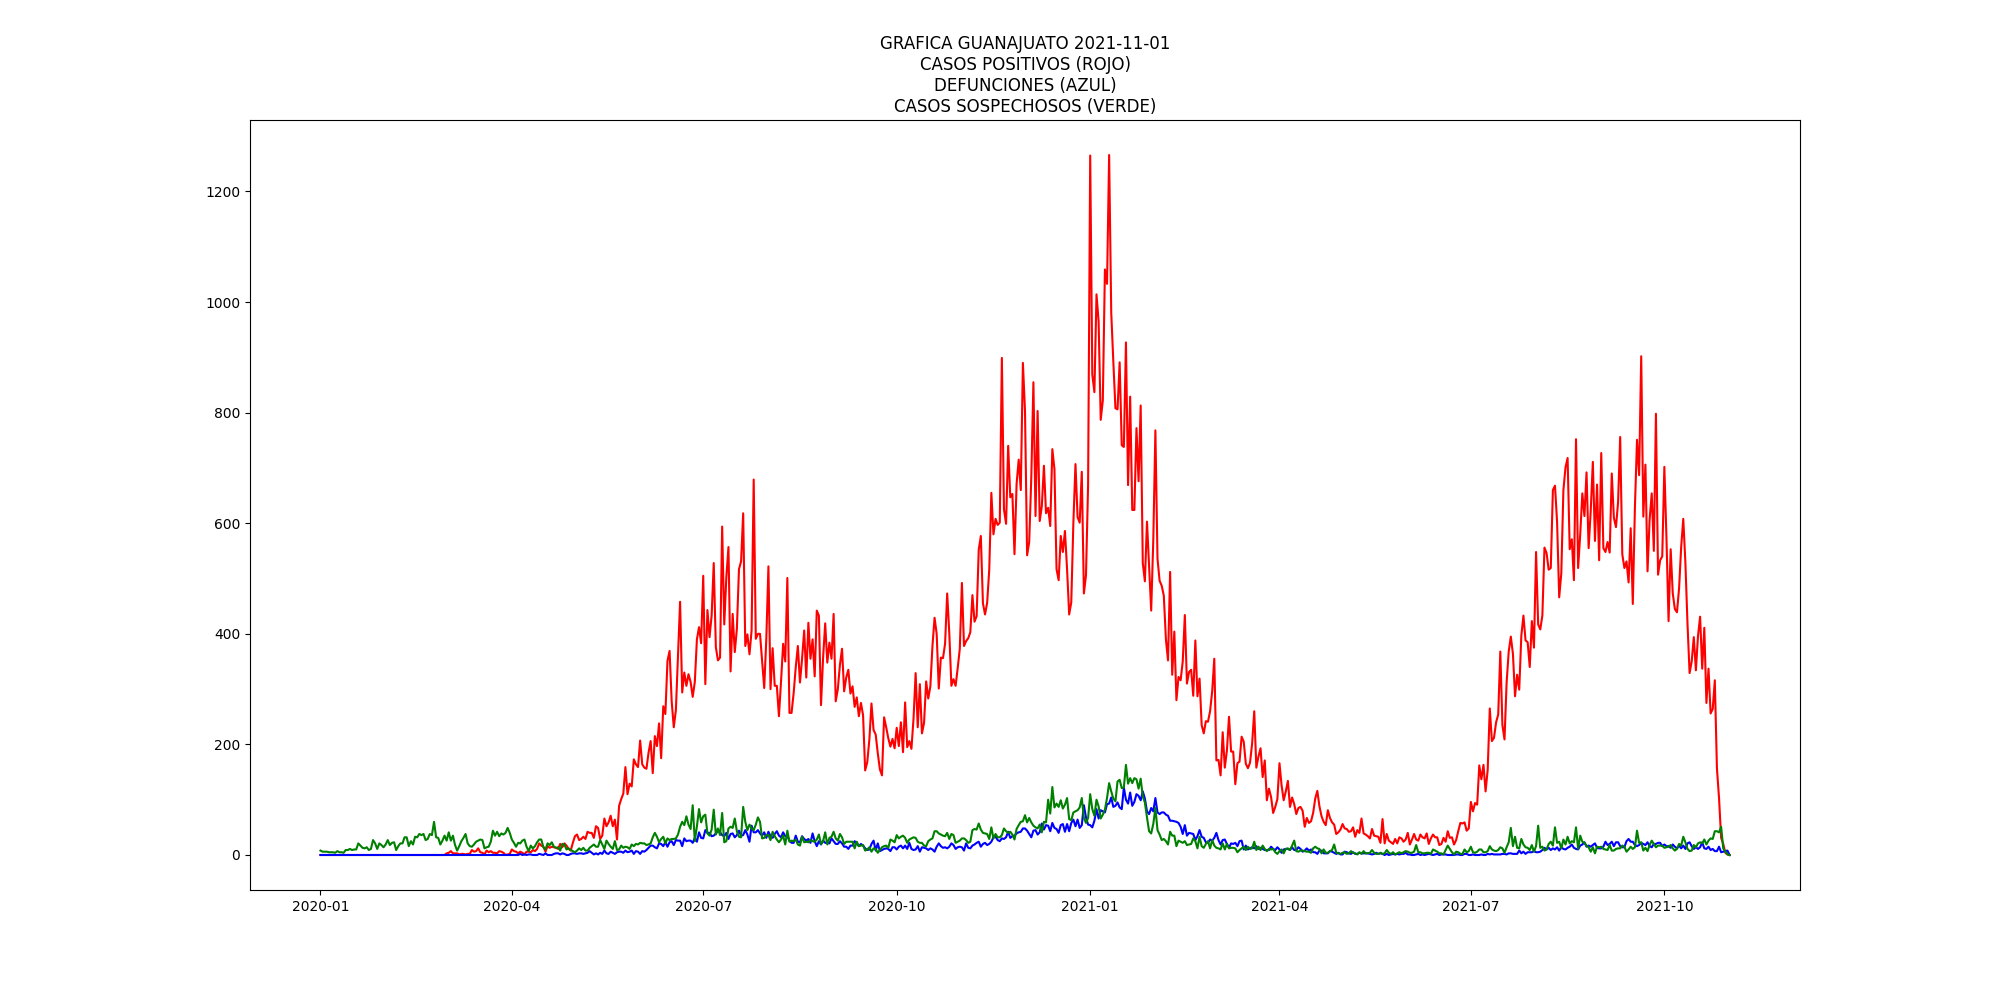 GRAFICA GUANAJUATO 2021-11-01
CASOS POSITIVOS (ROJO)
DEFUNCIONES (AZUL)
CASOS SOSPECHOSOS (VERDE)
1200
1000
800
600
400
200
0
2020-01 2020-04 2020-07 2020-10 2021-01 2021-04 2021-07 2021-10